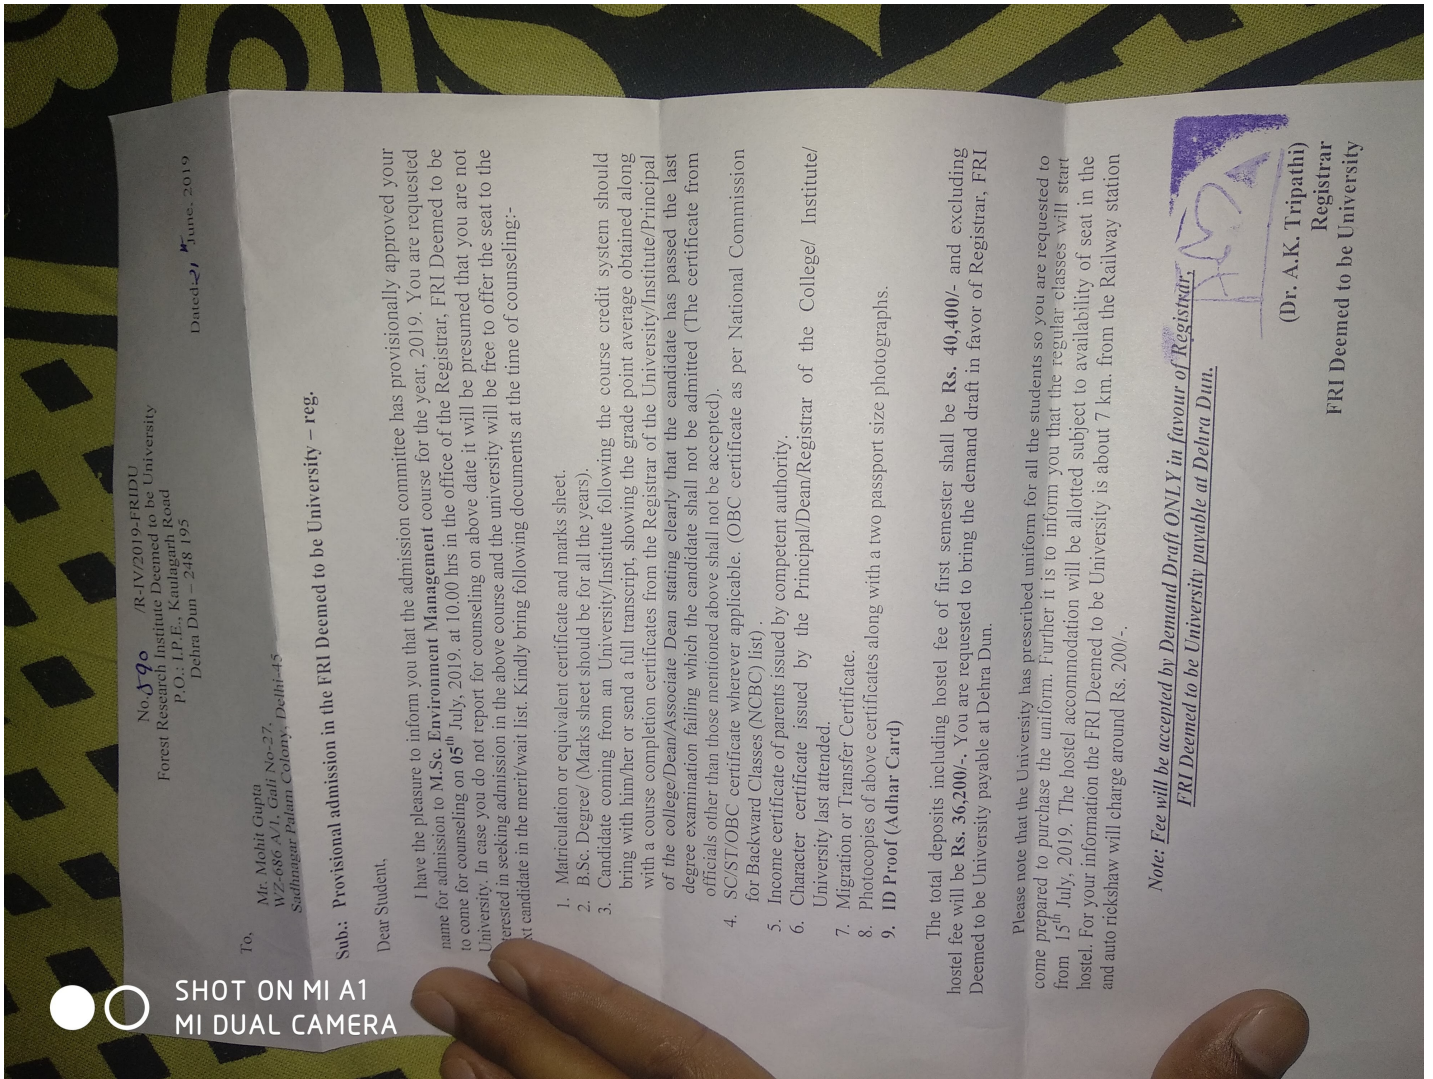 No. 890 /R-IV/2019-FRIDU
Forest Research Institute Deemed to be University
P.O.: I.P.E., Kaulagarh Road
Dehra Dun – 248 195
Dated: 21 June, 2019
To,
Mr. Mohit Gupta
WZ-686 A/1, Gali No-27,
Sadhnagar Palam Colony, Delhi-45
Sub.: Provisional admission in the FRI Deemed to be University – reg.
Dear Student,
I have the pleasure to inform you that the admission committee has provisionally approved your
name for admission to M.Sc. Environment Management course for the year, 2019. You are requested
to come for counseling on 05th July, 2019. at 10.00 hrs in the office of the Registrar, FRI Deemed to be
University. In case you do not report for counseling on above date it will be presumed that you are not
terested in seeking admission in the above course and the university will be free to offer the seat to the
xt candidate in the merit/wait list. Kindly bring following documents at the time of counseling:-
1. Matriculation or equivalent certificate and marks sheet.
2. B.Sc. Degree/ (Marks sheet should be for all the years).
3. Candidate coming from an University/Institute following the course credit system should
bring with him/her or send a full transcript, showing the grade point average obtained along
with a course completion certificates from the Registrar of the University/Institute/Principal
of the college/Dean/Associate Dean stating clearly that the candidate has passed the last
degree examination failing which the candidate shall not be admitted (The certificate from
officials other than those mentioned above shall not be accepted).
4. SC/ST/OBC certificate wherever applicable. (OBC certificate as per National Commission
for Backward Classes (NCBC) list) .
5. Income certificate of parents issued by competent authority.
6. Character certificate issued by the Principal/Dean/Registrar of the College/ Institute/
University last attended.
7. Migration or Transfer Certificate.
8. Photocopies of above certificates along with a two passport size photographs.
9. ID Proof (Adhar Card)
The total deposits including hostel fee of first semester shall be Rs. 40,400/- and excluding
hostel fee will be Rs. 36,200/-. You are requested to bring the demand draft in favor of Registrar, FRI
Deemed to be University payable at Dehra Dun.
Please note that the University has prescribed uniform for all the students so you are requested to
come prepared to purchase the uniform. Further it is to inform you that the regular classes will start
from 15th July, 2019. The hostel accommodation will be allotted subject to availability of seat in the
hostel. For your information the FRI Deemed to be University is about 7 km. from the Railway station
and auto rickshaw will charge around Rs. 200/-.
Note: Fee will be accepted by Demand Draft ONLY in favour of Registrar,
FRI Deemed to be University payable at Dehra Dun.
(Dr. A.K. Tripathi)
Registrar
FRI Deemed to be University
SHOT ON MI A1
MI DUAL CAMERA